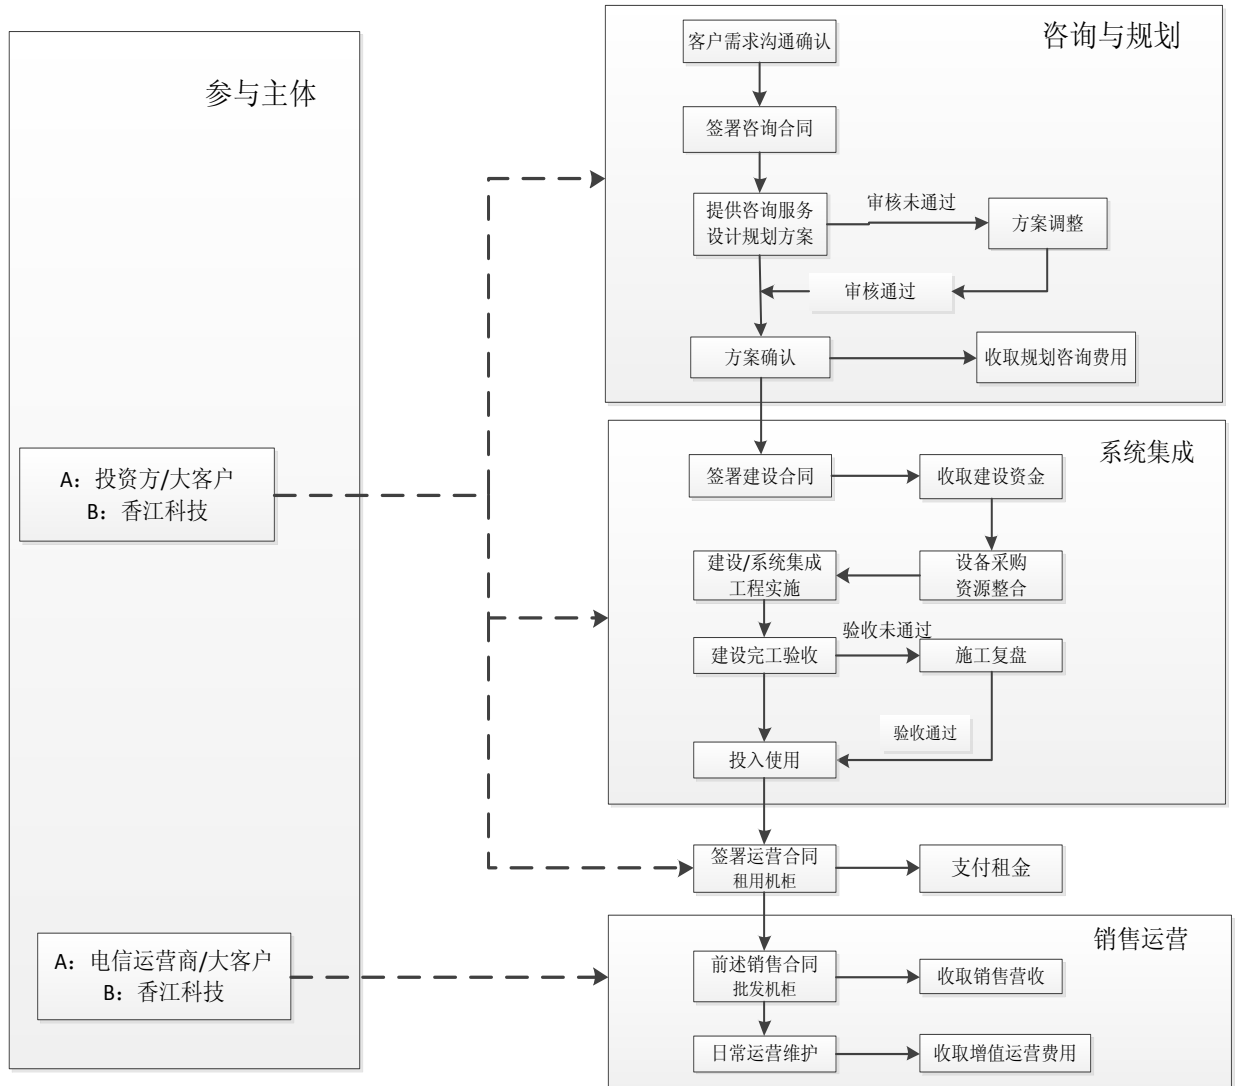 参与主体
A：投资方/大客户
B：香江科技
A：电信运营商/大客户
B：香江科技
咨询与规划
客户需求沟通确认
签署咨询合同
提供咨询服务
设计规划方案
审核未通过
方案调整
审核通过
方案确认
收取规划咨询费用
系统集成
签署建设合同
收取建设资金
建设/系统集成
工程实施
设备采购
资源整合
验收未通过
建设完工验收
施工复盘
验收通过
投入使用
签署运营合同
租用机柜
支付租金
销售运营
前述销售合同
批发机柜
收取销售营收
日常运营维护
收取增值运营费用